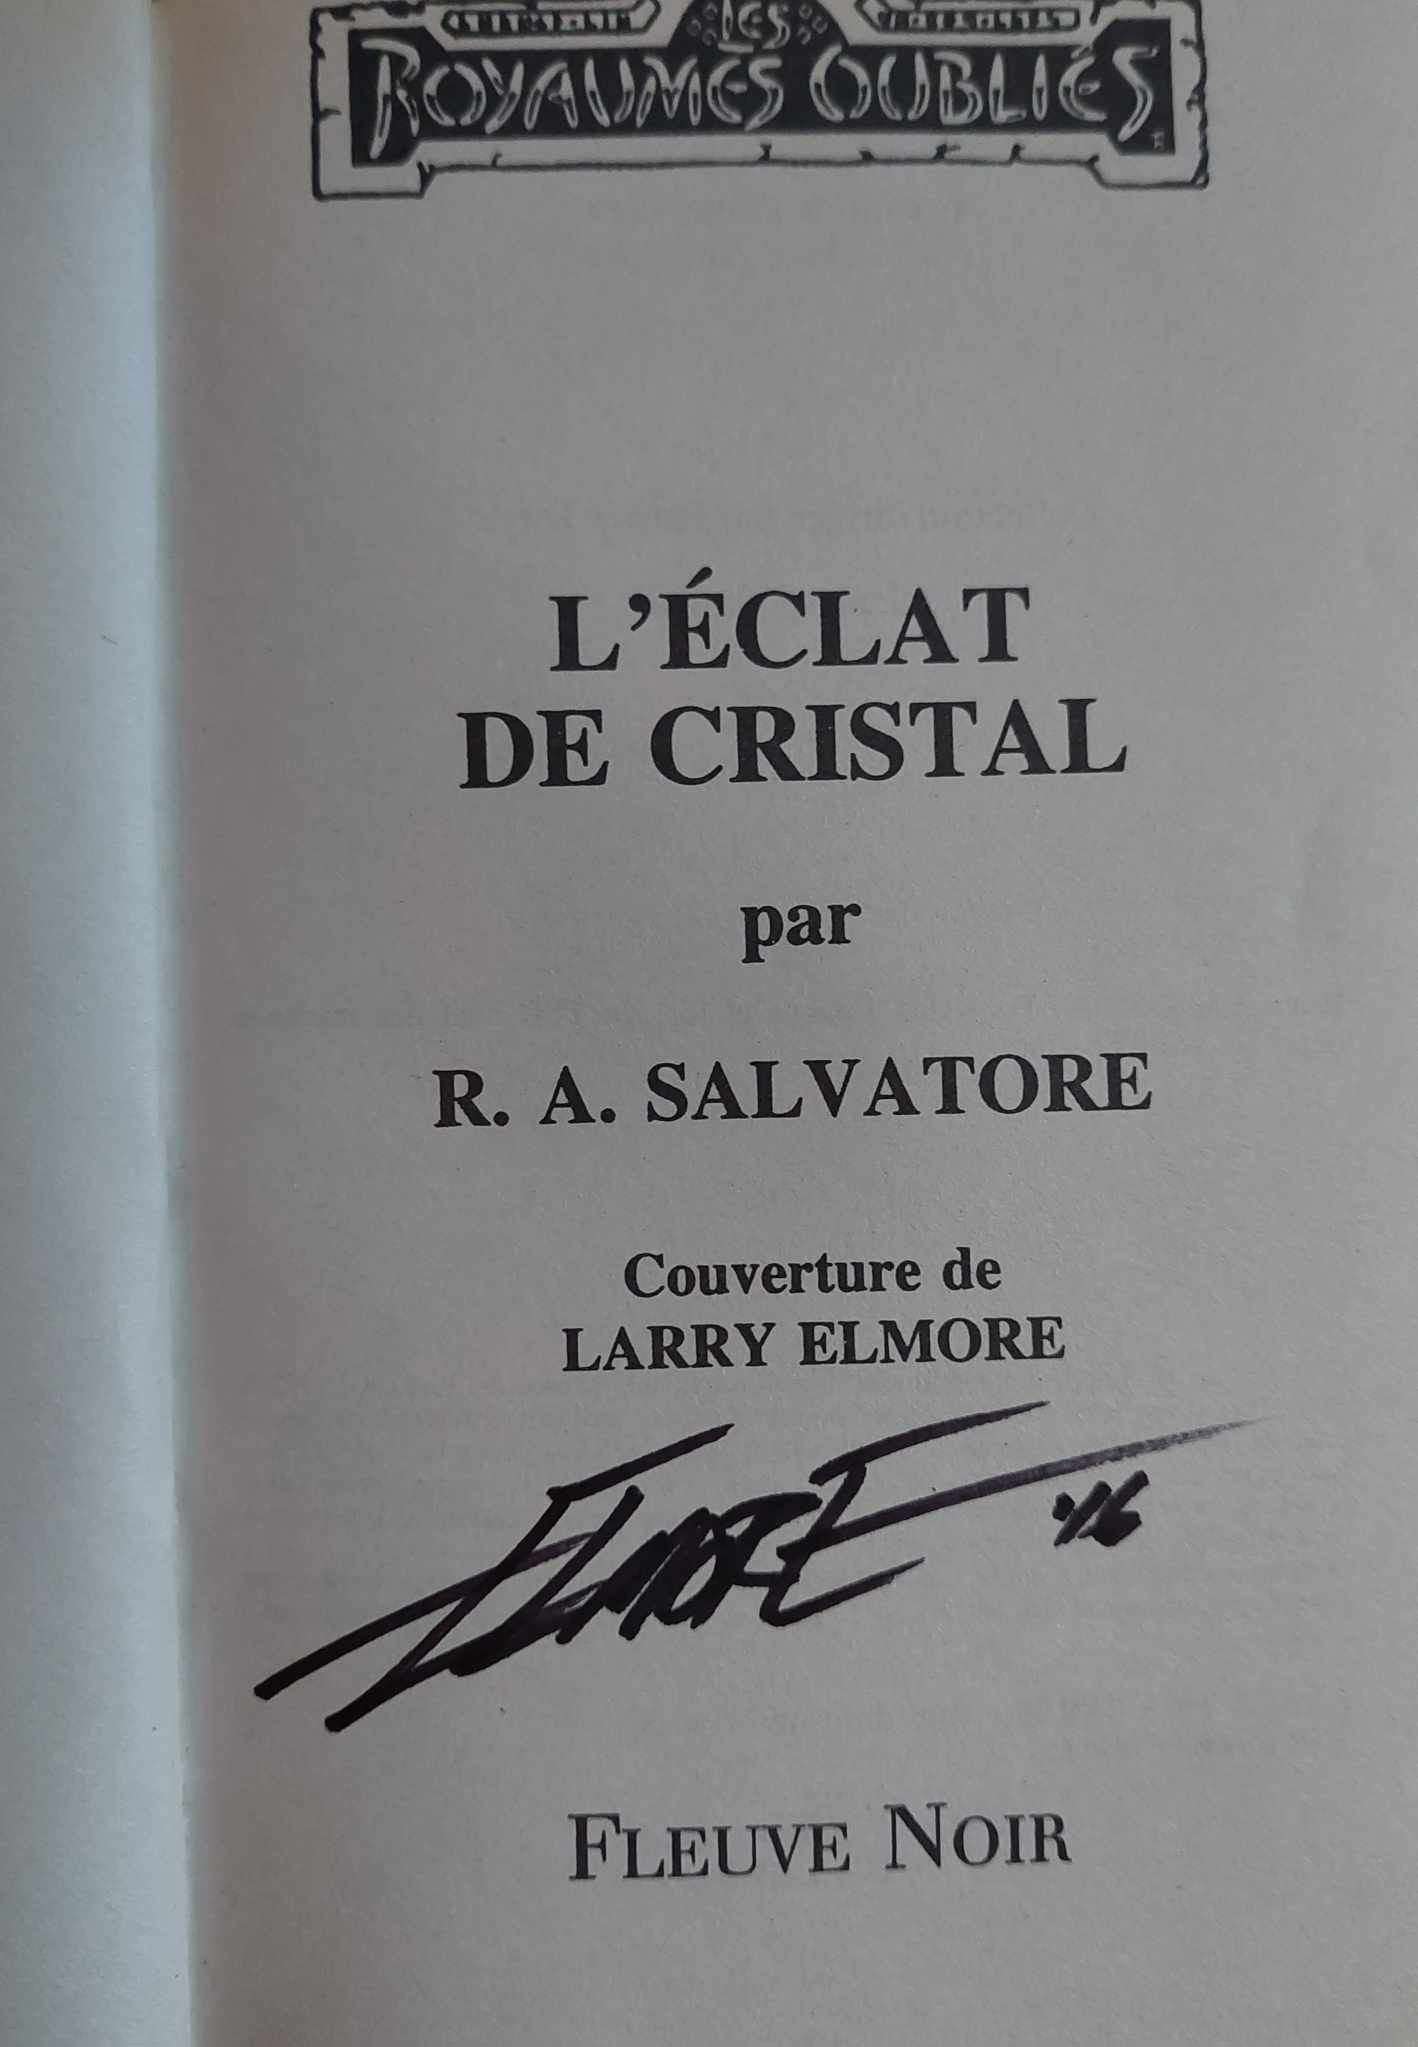 LES
ROYAUMES OUBLIÉS
L'ÉCLAT
DE CRISTAL
par
R. A. SALVATORE
Couverture de
LARRY ELMORE
ELMORE '16
FLEUVE NOIR